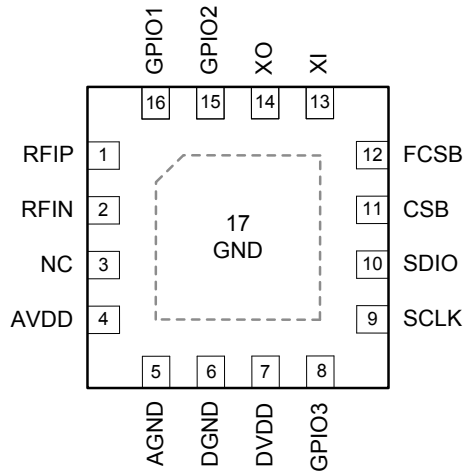 GPIO1
GPIO2
XO
XI
16
15
14
13
RFIP
1
12
FCSB
RFIN
2
17
GND
11
CSB
NC
3
10
SDIO
AVDD
4
9
SCLK
5
6
7
8
AGND
DGND
DVDD
GPIO3